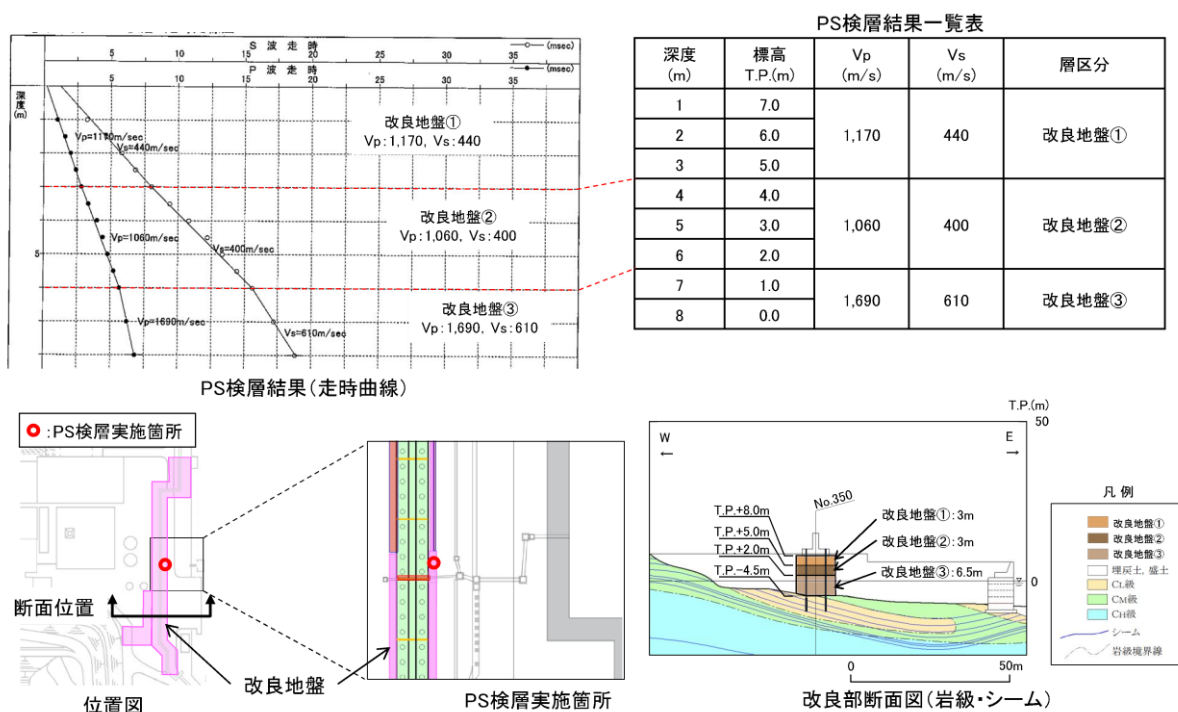 S 波 走 時
(msec)
5 10 15 20 25 30 35
P 波 走 時
(msec)
5 10 15 20 25 30 35
深度(m)
5
Vp=1170m/sec
Vs=440m/sec
Vp=1060m/sec
Vs=400m/sec
Vp=1690m/sec
Vs=610m/sec
改良地盤①
Vp:1,170, Vs:440
改良地盤②
Vp:1,060, Vs:400
改良地盤③
Vp:1,690, Vs:610
PS検層結果(走時曲線)
PS検層結果一覧表
深度(m) 標高T.P.(m) Vp(m/s) Vs(m/s) 層区分
1 7.0
2 6.0 1,170 440 改良地盤①
3 5.0
4 4.0
5 3.0 1,060 400 改良地盤②
6 2.0
7 1.0 1,690 610 改良地盤③
8 0.0
:PS検層実施箇所
断面位置
位置図
改良地盤
PS検層実施箇所
T.P.(m)
50
W
E
No.350
T.P.+8.0m
T.P.+5.0m
T.P.+2.0m
T.P.-4.5m
改良地盤①:3m
改良地盤②:3m
改良地盤③:6.5m
0
0 50m
改良部断面図(岩級・シーム)
凡 例
改良地盤①
改良地盤②
改良地盤③
埋戻土, 盛土
CL級
CM級
CH級
シーム
岩級境界線